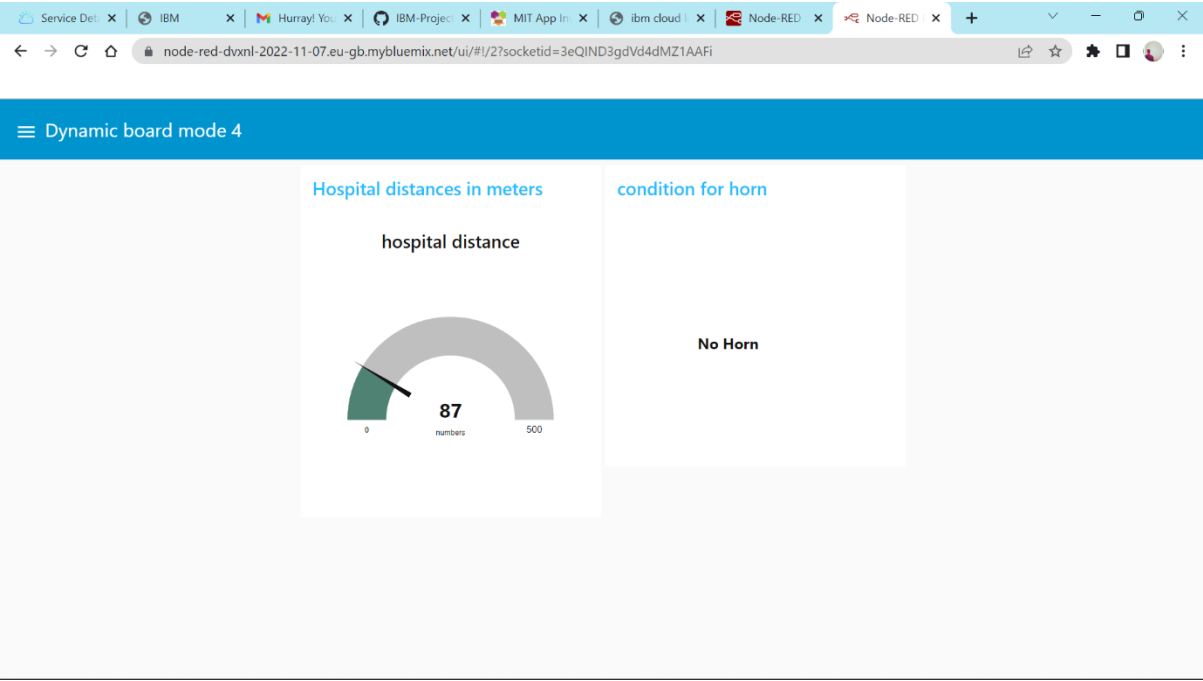 Service Deta
IBM
Hurray! You
IBM-Project
MIT App In
ibm cloud
Node-RED
Node-RED
node-red-dvxnl-2022-11-07.eu-gb.mybluemix.net/ui/#!/2?socketid=3eQIND3gdVd4dMZ1AAFi
Dynamic board mode 4
Hospital distances in meters
hospital distance
87
numbers
0
500
condition for horn
No Horn